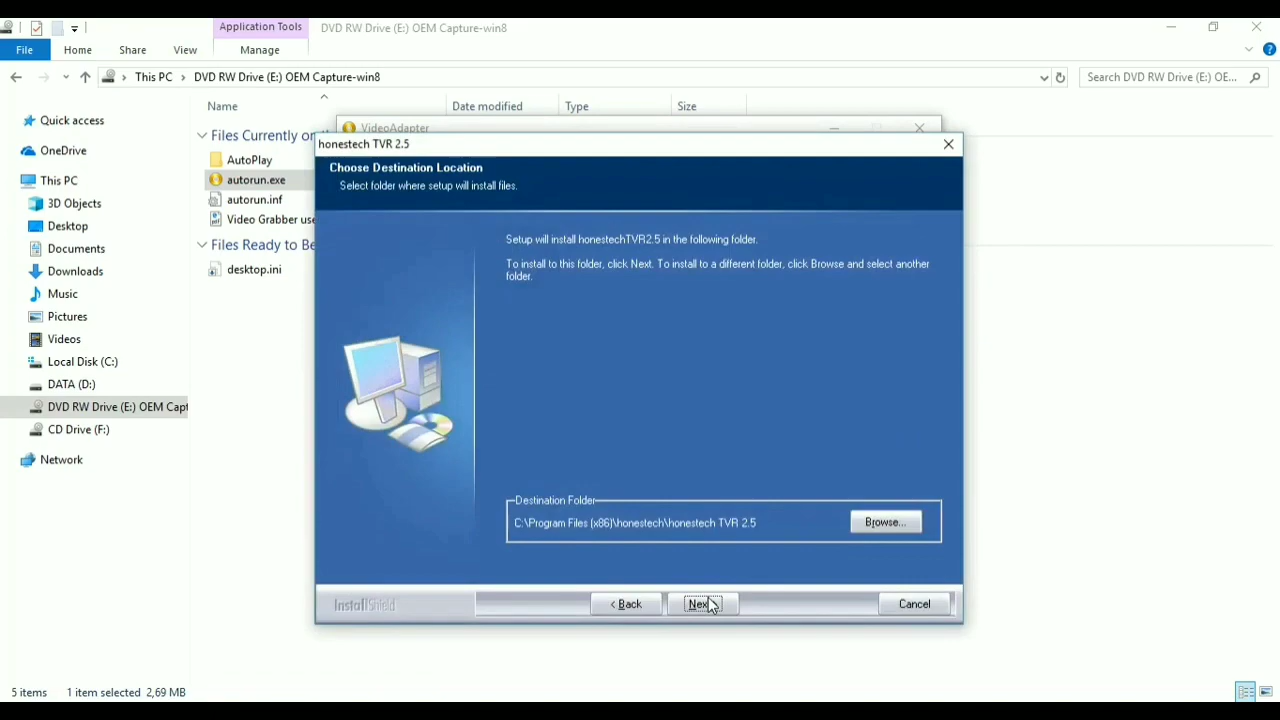 Application Tools
DVD RW Drive (E:) OEM Capture-win8
File
Home
Share
View
Manage
This PC
DVD RW Drive (E:) OEM Capture-win8
Search DVD RW Drive (E:) OE...
Name
Date modified
Type
Size
Quick access
OneDrive
This PC
3D Objects
Desktop
Documents
Downloads
Music
Pictures
Videos
Local Disk (C:)
DATA (D:)
DVD RW Drive (E:) OEM Capt
CD Drive (F:)
Network
Files Currently on
AutoPlay
autorun.exe
autorun.inf
Video Grabber use
Files Ready to Be
desktop.ini
VideoAdapter
honestech TVR 2.5
Choose Destination Location
Select folder where setup will install files.
Setup will install honestechTVR2.5 in the following folder.
To install to this folder, click Next. To install to a different folder, click Browse and select another
folder.
Destination Folder
C:\Program Files (x86)\honestech\honestech TVR 2.5
Browse...
InstallShield
< Back
Next
Cancel
5 items
1 item selected 2,69 MB